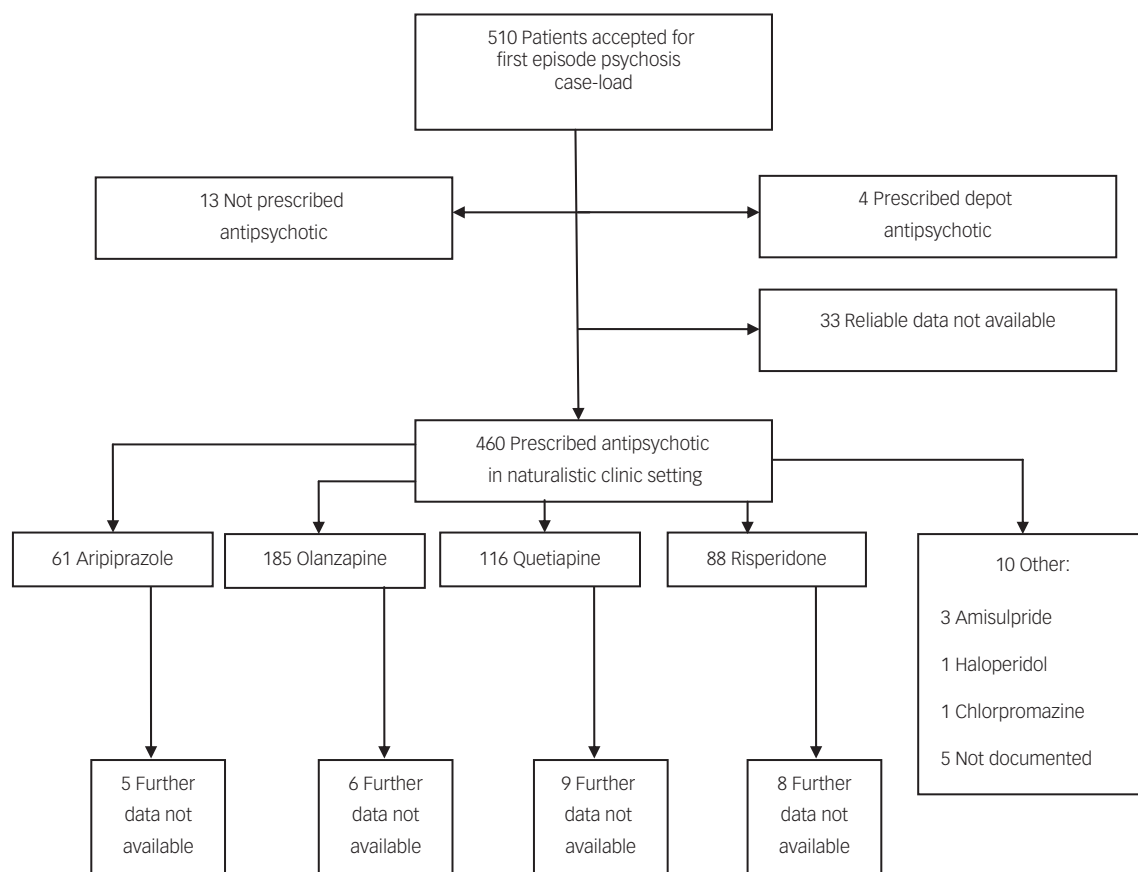 510 Patients accepted for
first episode psychosis
case-load
13 Not prescribed
antipsychotic
4 Prescribed depot
antipsychotic
33 Reliable data not available
460 Prescribed antipsychotic
in naturalistic clinic setting
61 Aripiprazole
185 Olanzapine
116 Quetiapine
88 Risperidone
10 Other:
3 Amisulpride
1 Haloperidol
1 Chlorpromazine
5 Not documented
5 Further
data not
available
6 Further
data not
available
9 Further
data not
available
8 Further
data not
available